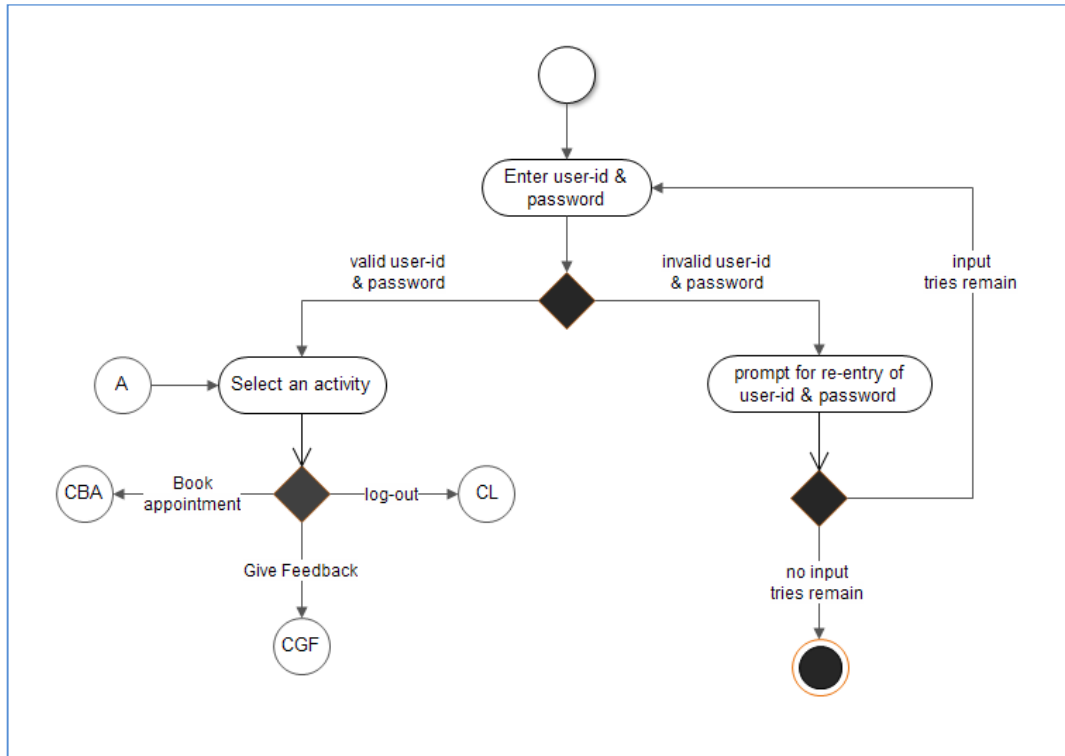 Enter user-id &
password
valid user-id
& password
invalid user-id
& password
input
tries remain
A
Select an activity
prompt for re-entry of
user-id & password
CBA
Book
appointment
log-out
CL
Give Feedback
CGF
no input
tries remain